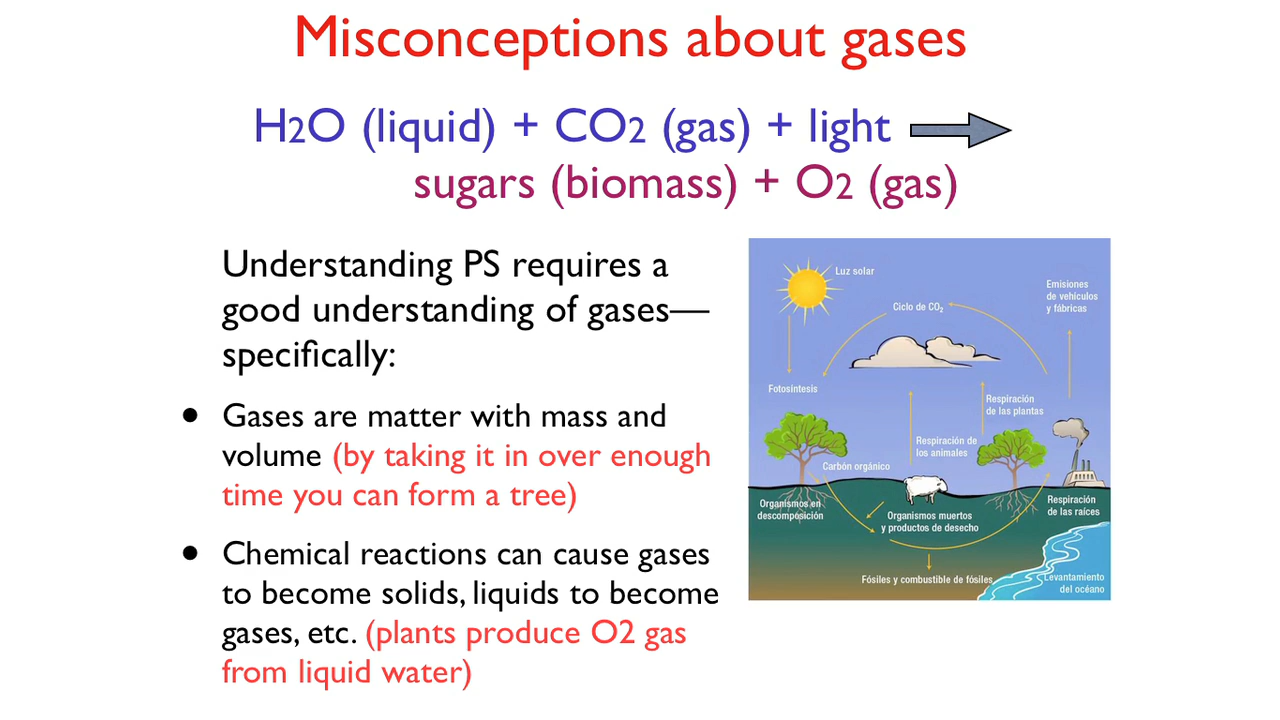 Misconceptions about gases
H2O (liquid) + CO2 (gas) + light
sugars (biomass) + O2 (gas)
Understanding PS requires a
good understanding of gases—
specifically:
• Gases are matter with mass and
volume (by taking it in over enough
time you can form a tree)
• Chemical reactions can cause gases
to become solids, liquids to become
gases, etc. (plants produce O2 gas
from liquid water)
Luz solar
Emisiones
de vehículos
y fábricas
Ciclo de CO2
Fotosíntesis
Respiración
de las plantas
Respiración de
los animales
Carbón orgánico
Organismos en
descomposición
Organismos muertos
y productos de desecho
Respiración
de las raíces
Fósiles y combustible de fósiles
Levantamiento
del océano